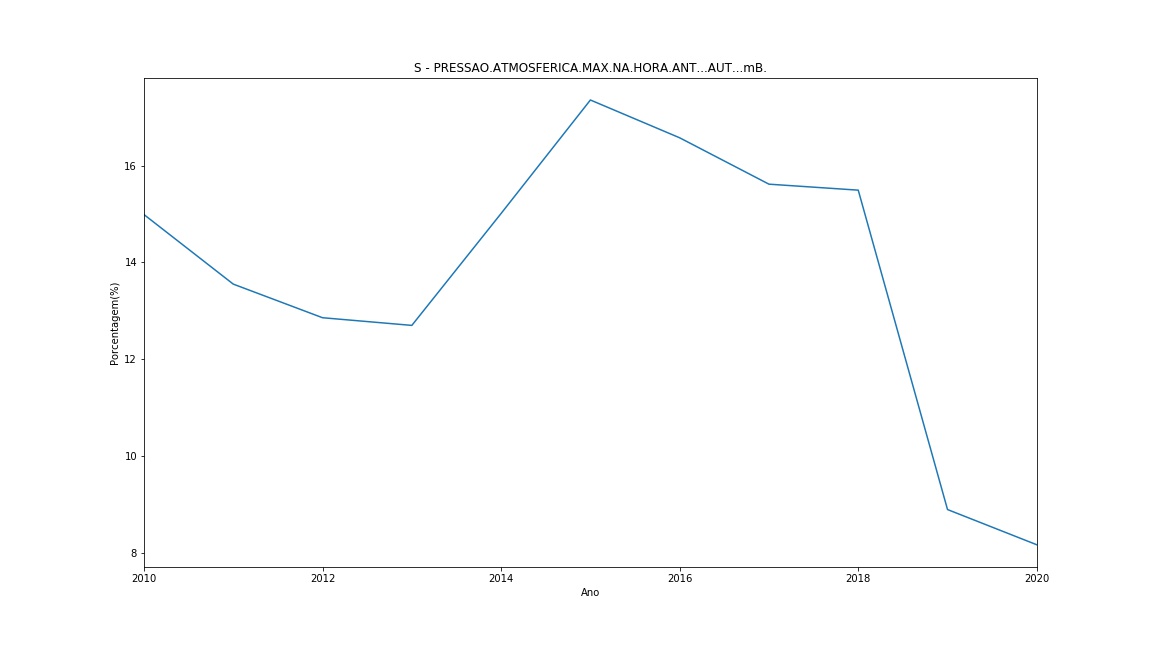 S - PRESSAO.ATMOSFERICA.MAX.NA.HORA.ANT...AUT...mB.
16
14
12
10
8
Porcentagem(%)
2010 2012 2014 2016 2018 2020
Ano